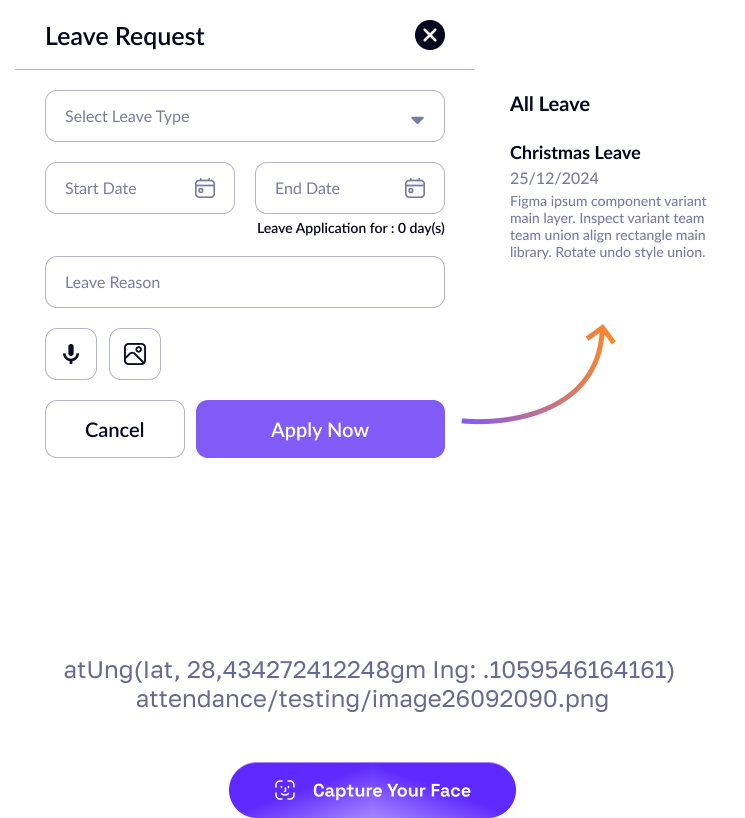 Leave Request
Select Leave Type
Start Date
End Date
Leave Application for : 0 day(s)
Leave Reason
Cancel
Apply Now
All Leave
Christmas Leave
25/12/2024
Figma ipsum component variant
main layer. Inspect variant team
team union align rectangle main
library. Rotate undo style union.
atUng(lat, 28,434272412248gm Ing: .1059546164161)
attendance/testing/image26092090.png
Capture Your Face